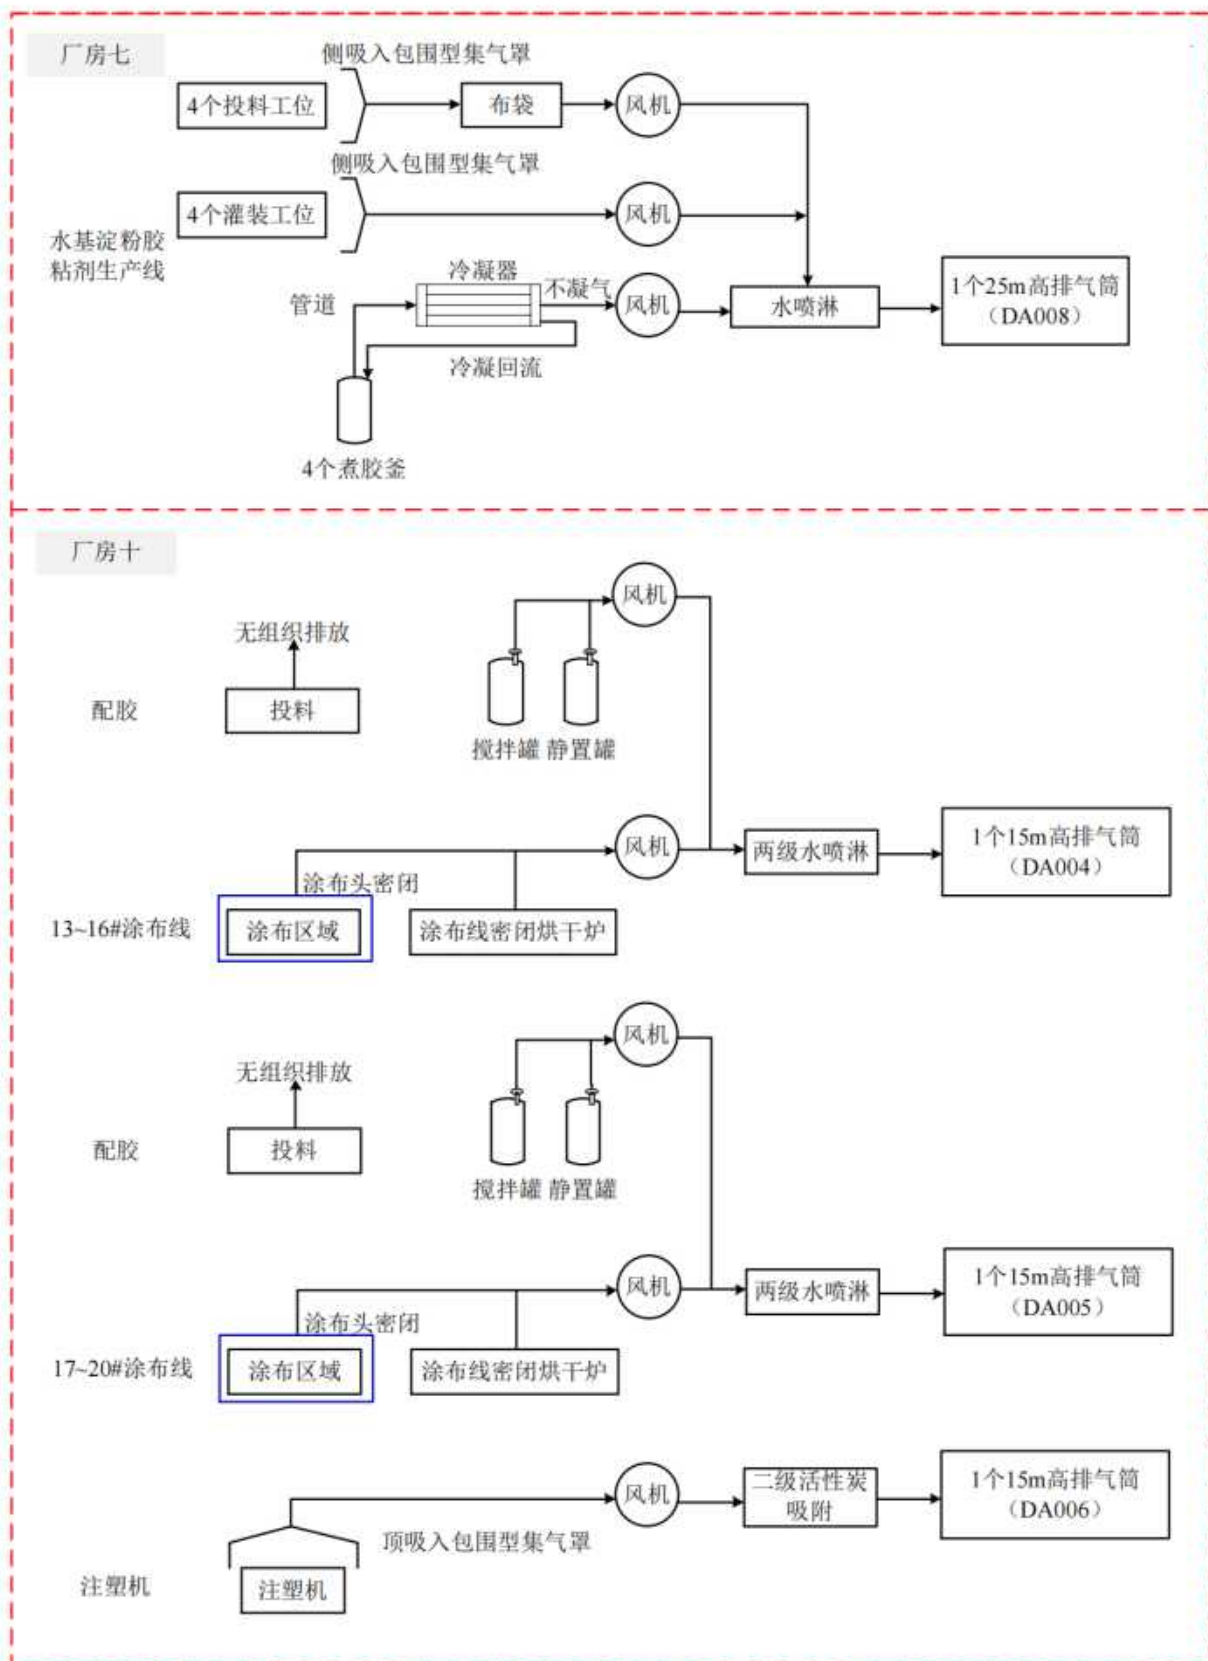 厂房七
侧吸入包围型集气罩
4个投料工位
布袋
风机
侧吸入包围型集气罩
4个灌装工位
风机
水基淀粉胶
粘剂生产线
冷凝器
管道
不凝气
风机
水喷淋
1个25m高排气筒
（DA008）
冷凝回流
4个煮胶釜
厂房十
风机
无组织排放
配胶
投料
搅拌罐
静置罐
风机
两级水喷淋
1个15m高排气筒
（DA004）
涂布头密闭
13~16#涂布线
涂布区域
涂布线密闭烘干炉
风机
无组织排放
配胶
投料
搅拌罐
静置罐
风机
两级水喷淋
1个15m高排气筒
（DA005）
涂布头密闭
17~20#涂布线
涂布区域
涂布线密闭烘干炉
风机
二级活性炭
吸附
1个15m高排气筒
（DA006）
顶吸入包围型集气罩
注塑机
注塑机